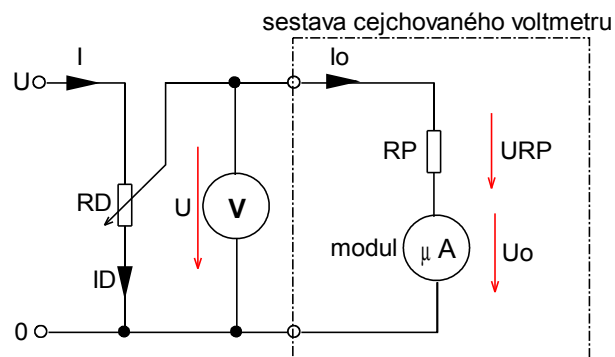 sestava cejchovaného voltmetru
I
Io
U
RP
URP
RD
U
V
modul
μ A
Uo
ID
0